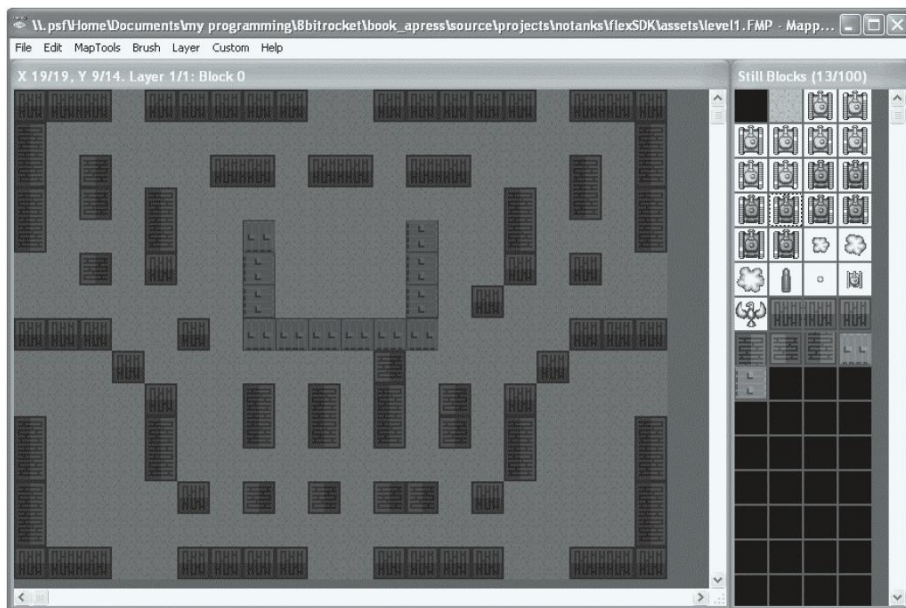 \\.psf\Home\Documents\my programming\8bitrocket\book_apress\source\projects\notanks\flexSDK\assets\level1.FMP - Mapp...
File Edit MapTools Brush Layer Custom Help
X 19/19, Y 9/14. Layer 1/1: Block 0
Still Blocks (13/100)